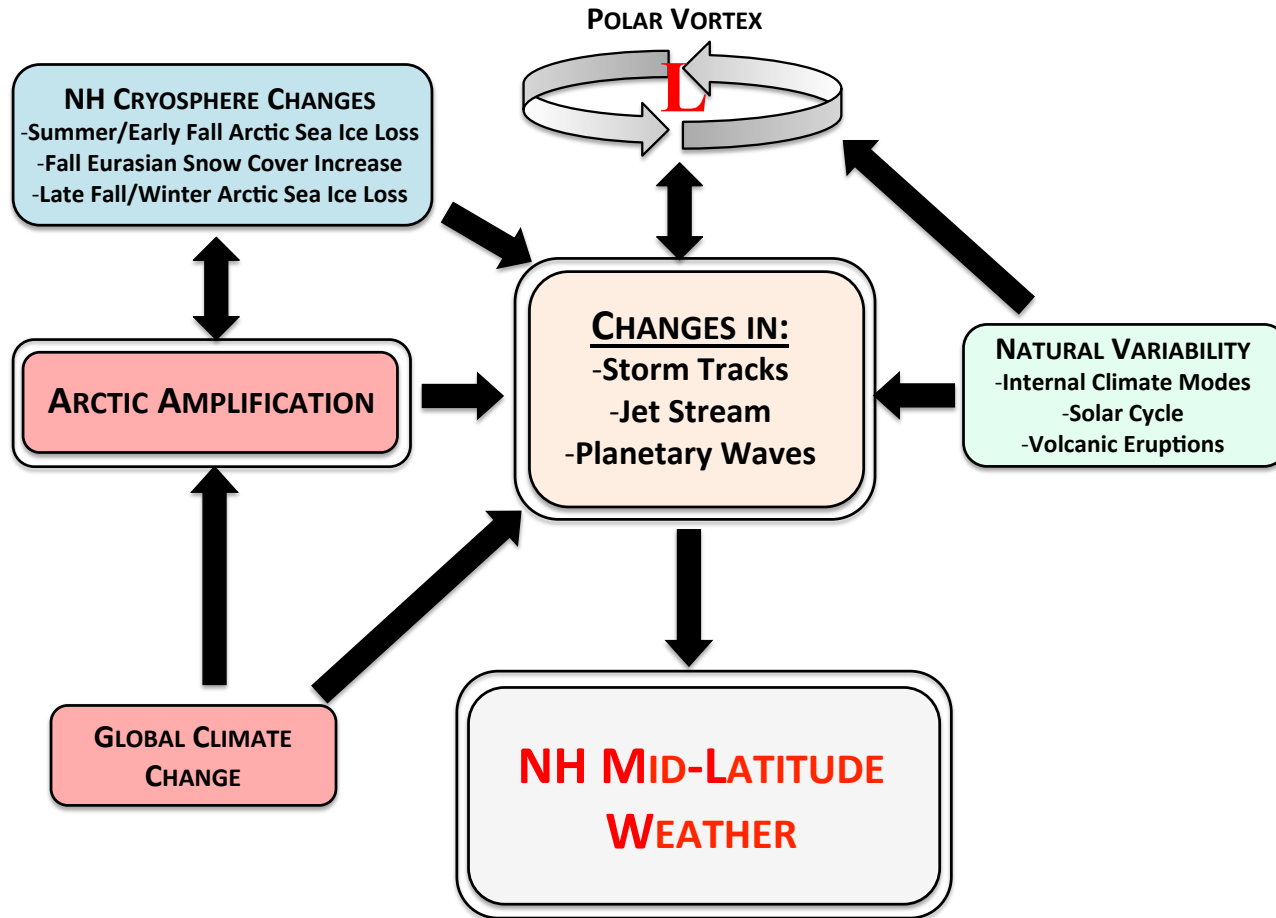 POLAR VORTEX
L
NH CRYOSPHERE CHANGES
-Summer/Early Fall Arctic Sea Ice Loss
-Fall Eurasian Snow Cover Increase
-Late Fall/Winter Arctic Sea Ice Loss
CHANGES IN:
-Storm Tracks
-Jet Stream
-Planetary Waves
NATURAL VARIABILITY
-Internal Climate Modes
-Solar Cycle
-Volcanic Eruptions
ARCTIC AMPLIFICATION
GLOBAL CLIMATE
CHANGE
NH MID-LATITUDE
WEATHER